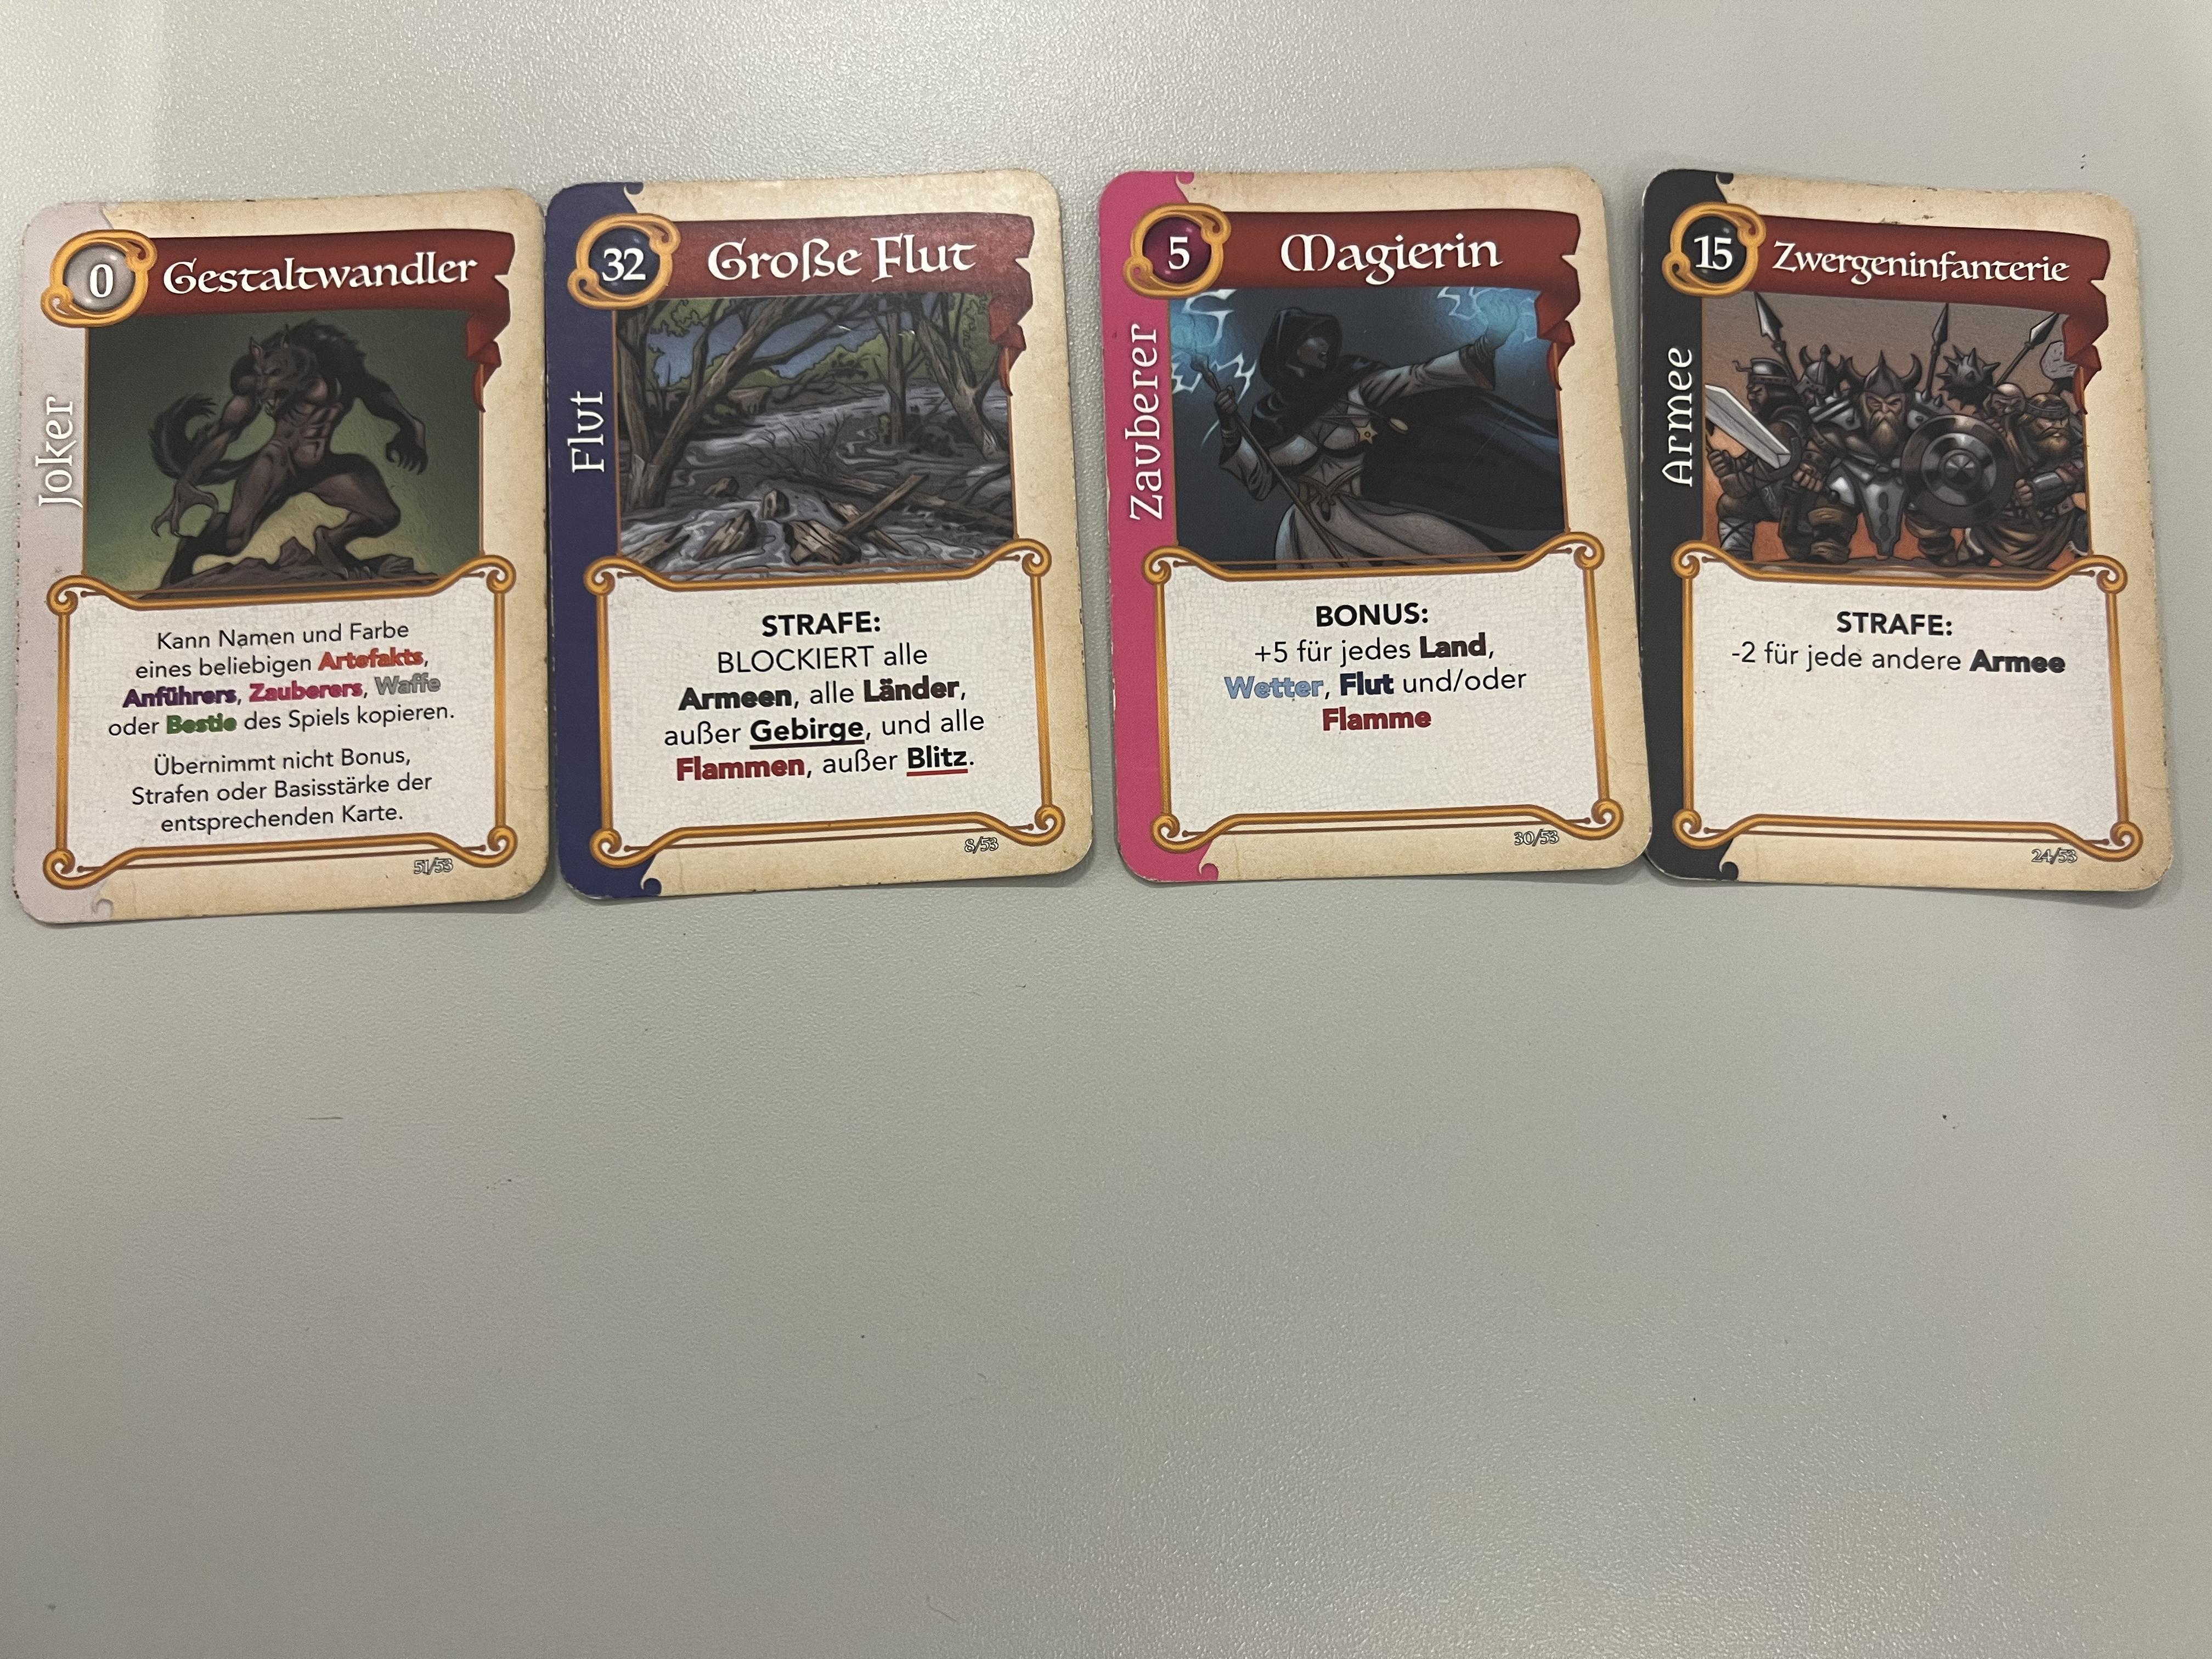 Joker
0
Gestaltwandler
Kann Namen und Farbe
eines beliebigen Artefakts,
Anführers, Zauberers, Waffe
oder Bestie des Spiels kopieren.
Übernimmt nicht Bonus,
Strafen oder Basisstärke der
entsprechenden Karte.
51/53
Flut
32
Große Flut
STRAFE:
BLOCKIERT alle
Armeen, alle Länder,
außer Gebirge, und alle
Flammen, außer Blitz.
8/53
Zauberer
5
Magierin
BONUS:
+5 für jedes Land,
Wetter, Flut und/oder
Flamme
30/53
Armee
15
Zwergeninfanterie
STRAFE:
-2 für jede andere Armee
24/53